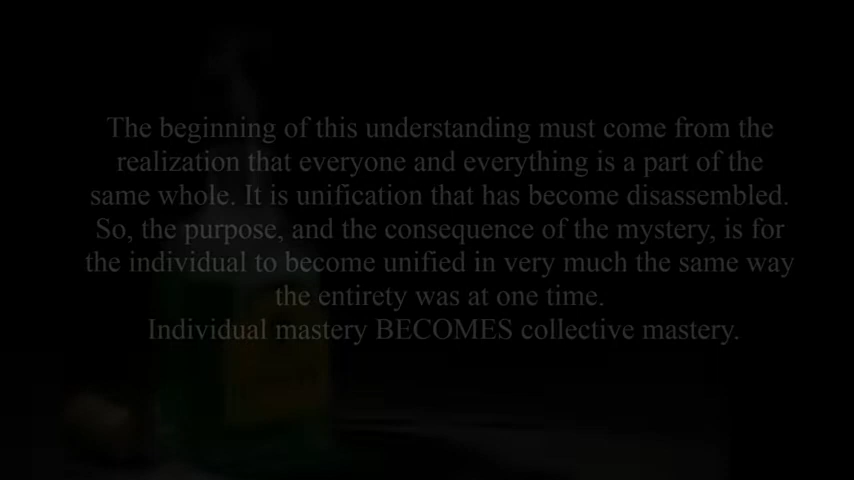 The beginning of this understanding must come from the
realization that everyone and everything is a part of the
same whole. It is unification that has become disassembled.
So, the purpose, and the consequence of the mystery, is for
the individual to become unified in very much the same way
the entirety was at one time.
Individual mastery BECOMES collective mastery.